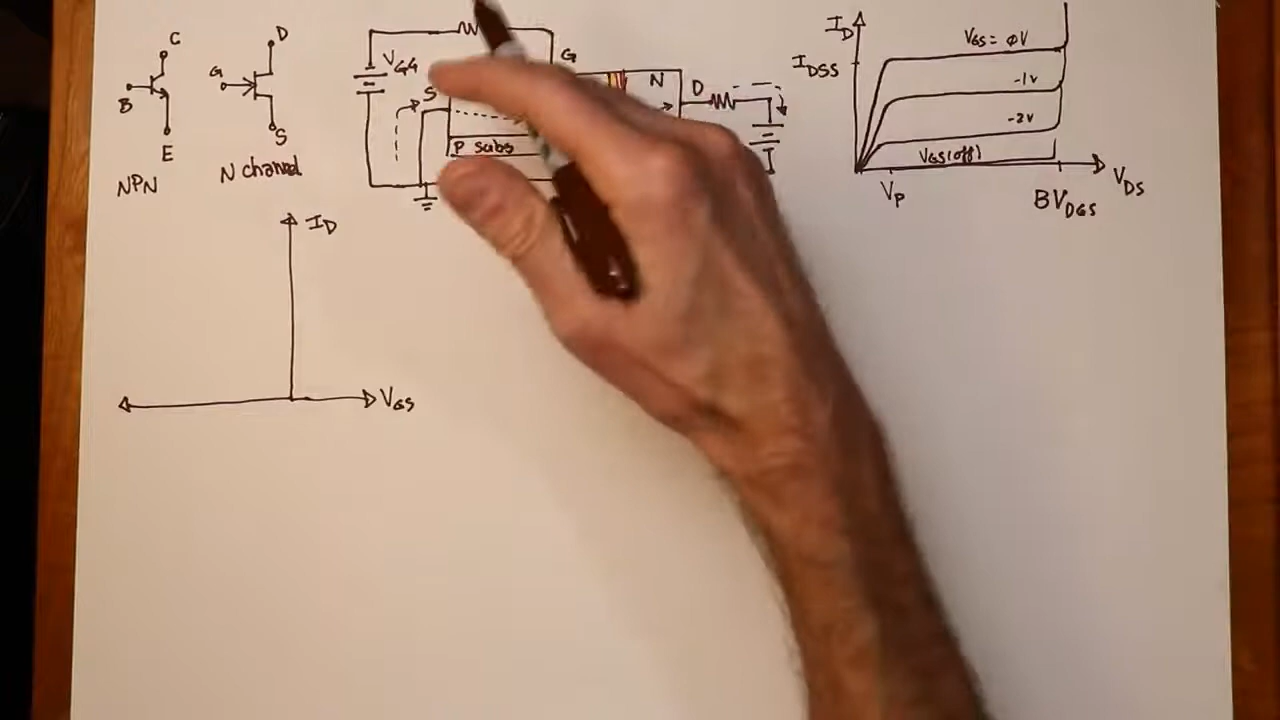 C
B
E
NPN
D
G
S
N channel
VGG
G
S
N
D
P subs
ID
IDSS
VGS = 0V
-1V
-2V
VGS(off)
VP
BVDGS
VDS
ID
VGS